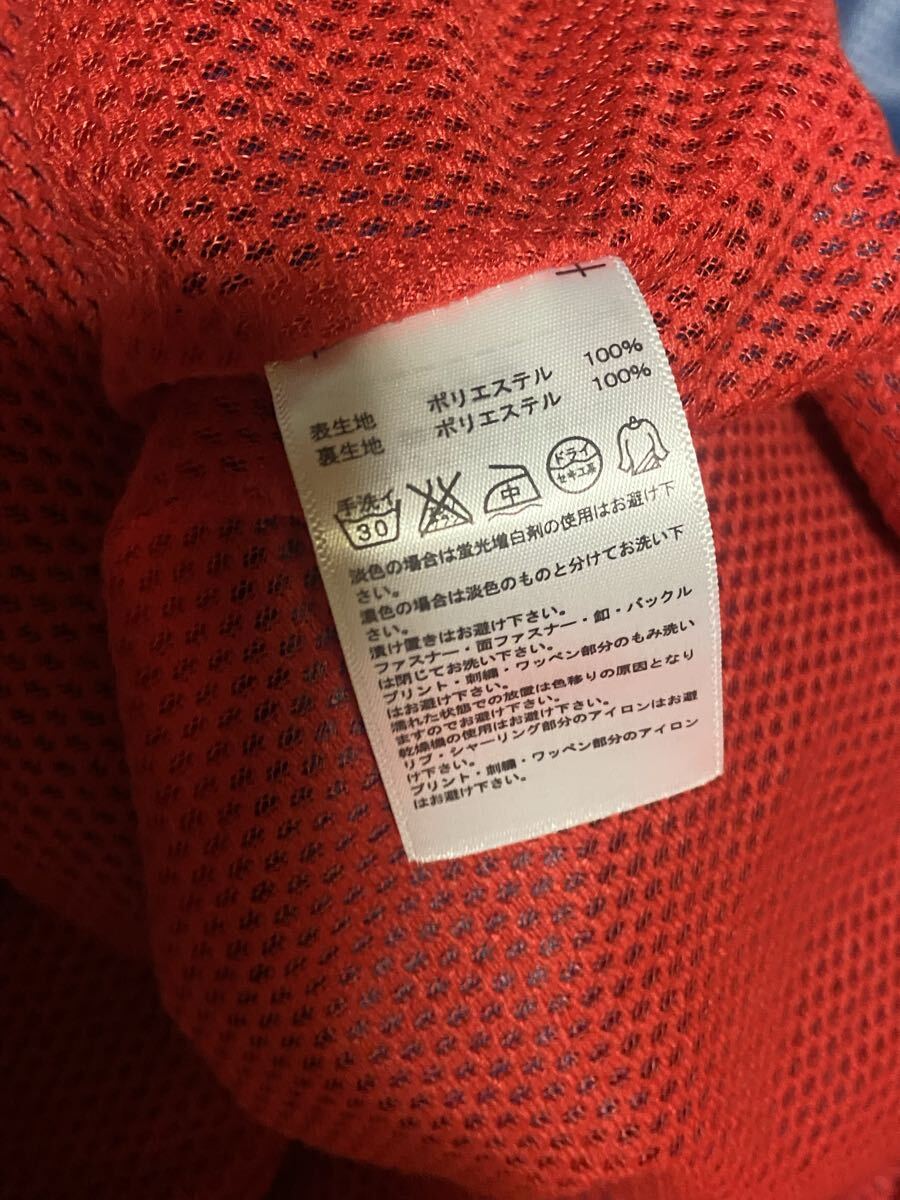 表生地 ポリエステル 100%
裏生地 ポリエステル 100%
手洗イ 30 エンソサラシ 中 ドライ セキユ系
淡色の場合は蛍光増白剤の使用はお避け下
さい。
濃色の場合は淡色のものと分けてお洗い下
さい。
漬け置きはお避け下さい。
ファスナー・面ファスナー・釦・バックル
は閉じてお洗い下さい。
プリント・刺繍・ワッペン部分のもみ洗い
はお避け下さい。
濡れた状態での放置は色移りの原因となり
ますのでお避け下さい。
乾燥機の使用はお避け下さい。
リブ・シャーリング部分のアイロンはお避
け下さい。
プリント・刺繍・ワッペン部分のアイロン
はお避け下さい。